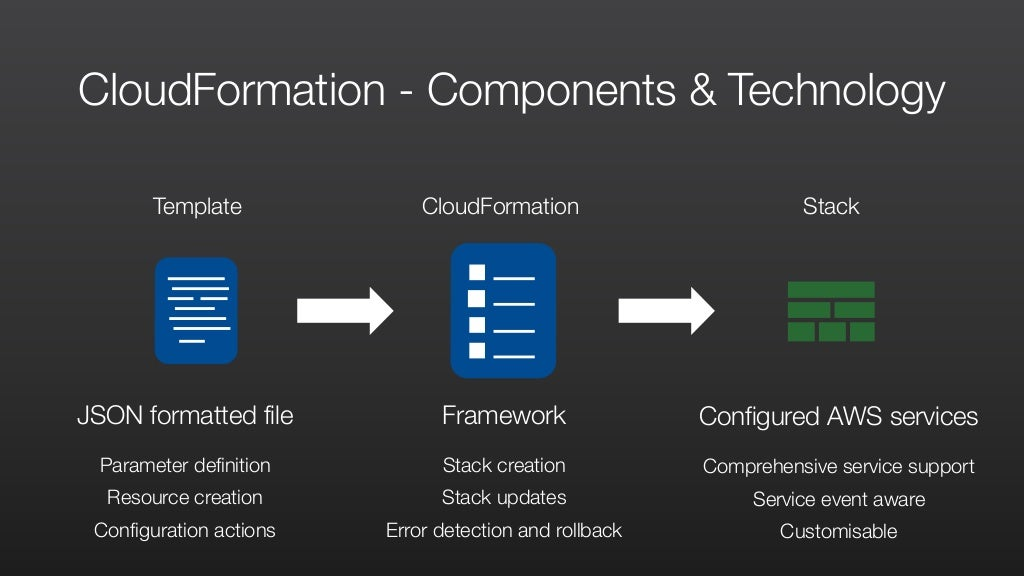 CloudFormation - Components & Technology
Template
CloudFormation
Stack
JSON formatted file
Framework
Configured AWS services
Parameter definition
Resource creation
Configuration actions
Stack creation
Stack updates
Error detection and rollback
Comprehensive service support
Service event aware
Customisable